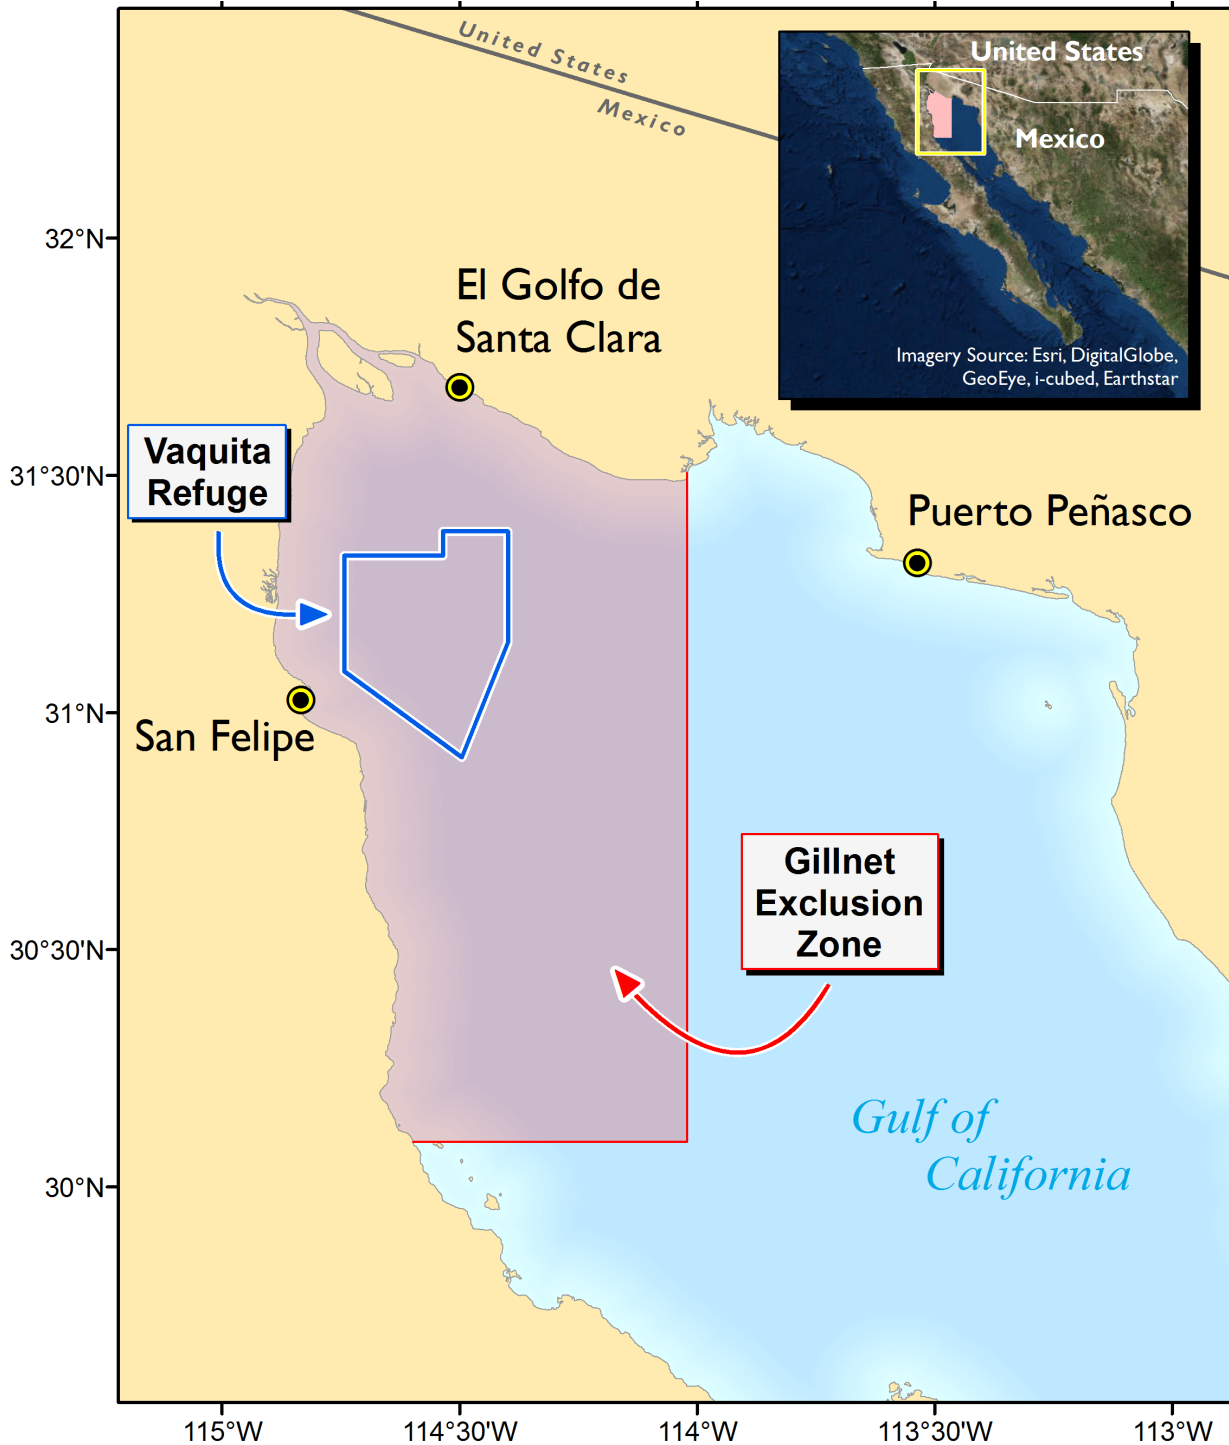 United States
Mexico
United States
Mexico
Imagery Source: Esri, DigitalGlobe,
GeoEye, i-cubed, Earthstar
32°N
El Golfo de
Santa Clara
Vaquita
Refuge
31°30'N
Puerto Peñasco
31°N
San Felipe
Gillnet
Exclusion
Zone
30°30'N
Gulf of
California
30°N
115°W
114°30'W
114°W
113°30'W
113°W